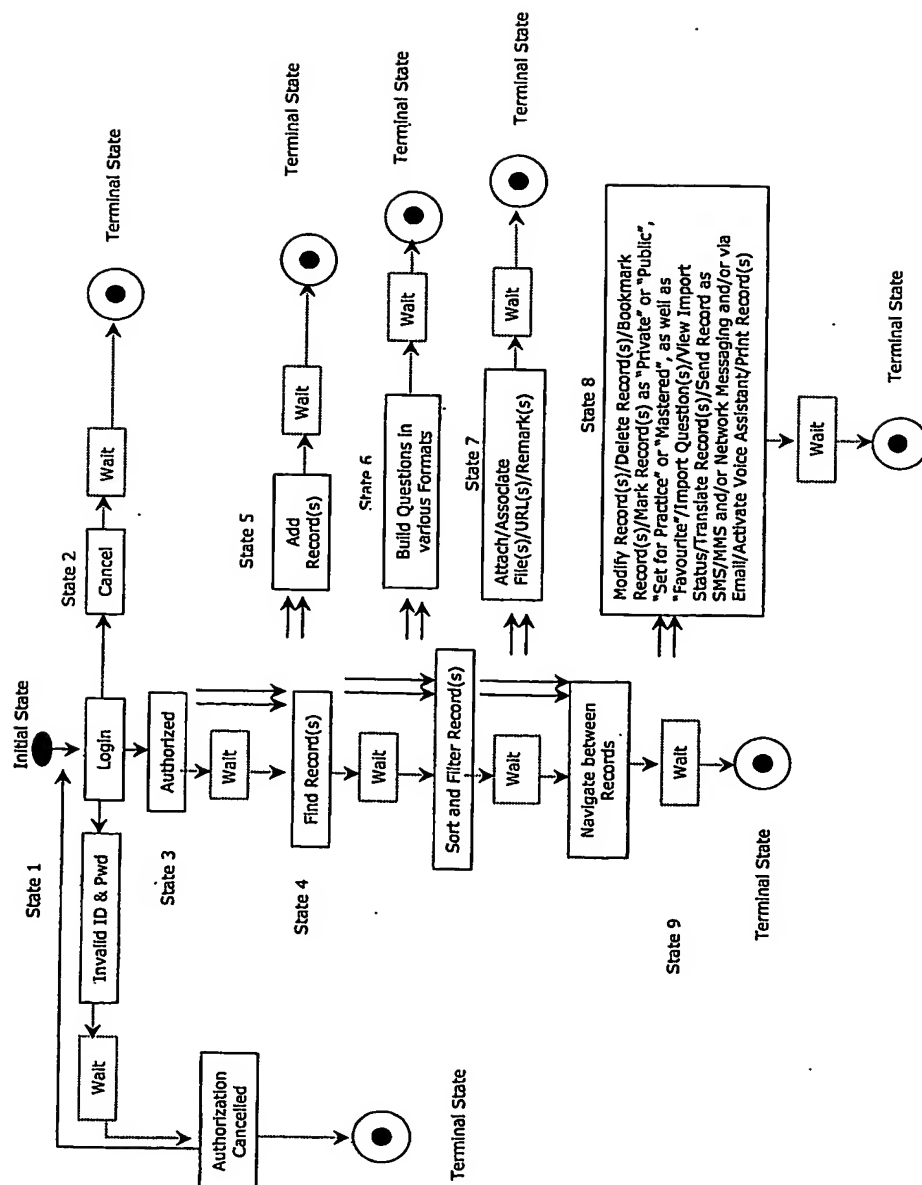 Initial State
State 1
State 2
Login
Cancel
Wait
Terminal State
Invalid ID & Pwd
Wait
Authorization
Cancelled
Terminal State
State 3
Authorized
Wait
State 4
Find Record(s)
Wait
Sort and Filter Record(s)
Wait
Navigate between
Records
State 9
Wait
Terminal State
State 5
Add
Record(s)
Wait
Terminal State
State 6
Build Questions in
various Formats
Wait
Terminal State
State 7
Attach/Associate
File(s)/URL(s)/Remark(s)
Wait
Terminal State
State 8
Modify Record(s)/Delete Record(s)/Bookmark
Record(s)/Mark Record(s) as "Private" or "Public",
"Set for Practice" or "Mastered", as well as
"Favourite"/Import Question(s)/View Import
Status/Translate Record(s)/Send Record as
SMS/MMS and/or Network Messaging and/or via
Email/Activate Voice Assistant/Print Record(s)
Wait
Terminal State